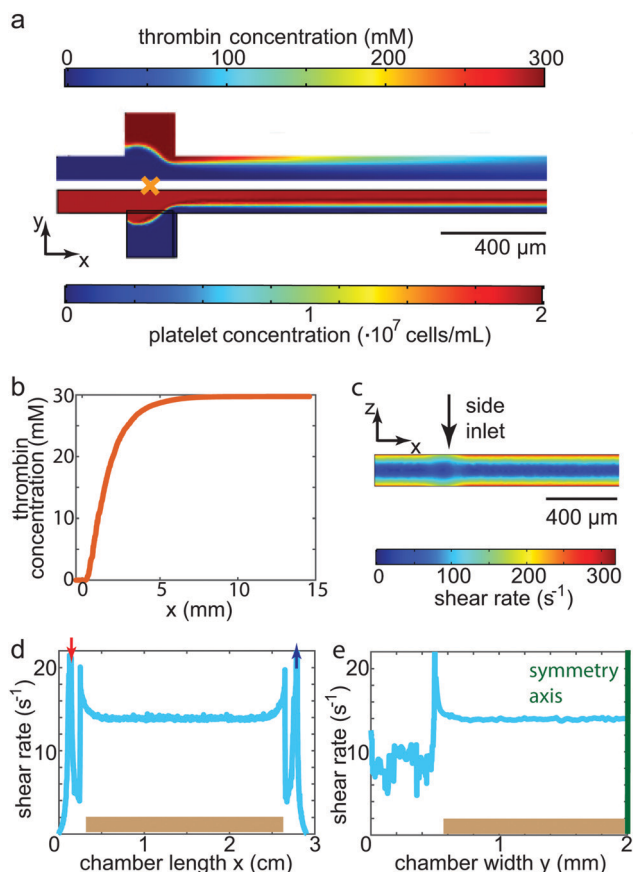 a
thrombin concentration (mM)
0 100 200 300
y
x
400 µm
0 1 2
platelet concentration (·10⁷ cells/mL)
b
thrombin
concentration (mM)
30
20
10
0
0 5 10 15
x (mm)
c
z
x
side
inlet
400 µm
0 100 200 300
shear rate (s⁻¹)
d
shear rate (s⁻¹)
20
10
0
0 1 2 3
chamber length x (cm)
e
shear rate (s⁻¹)
20
10
0
0 1 2
chamber width y (mm)
symmetry
axis